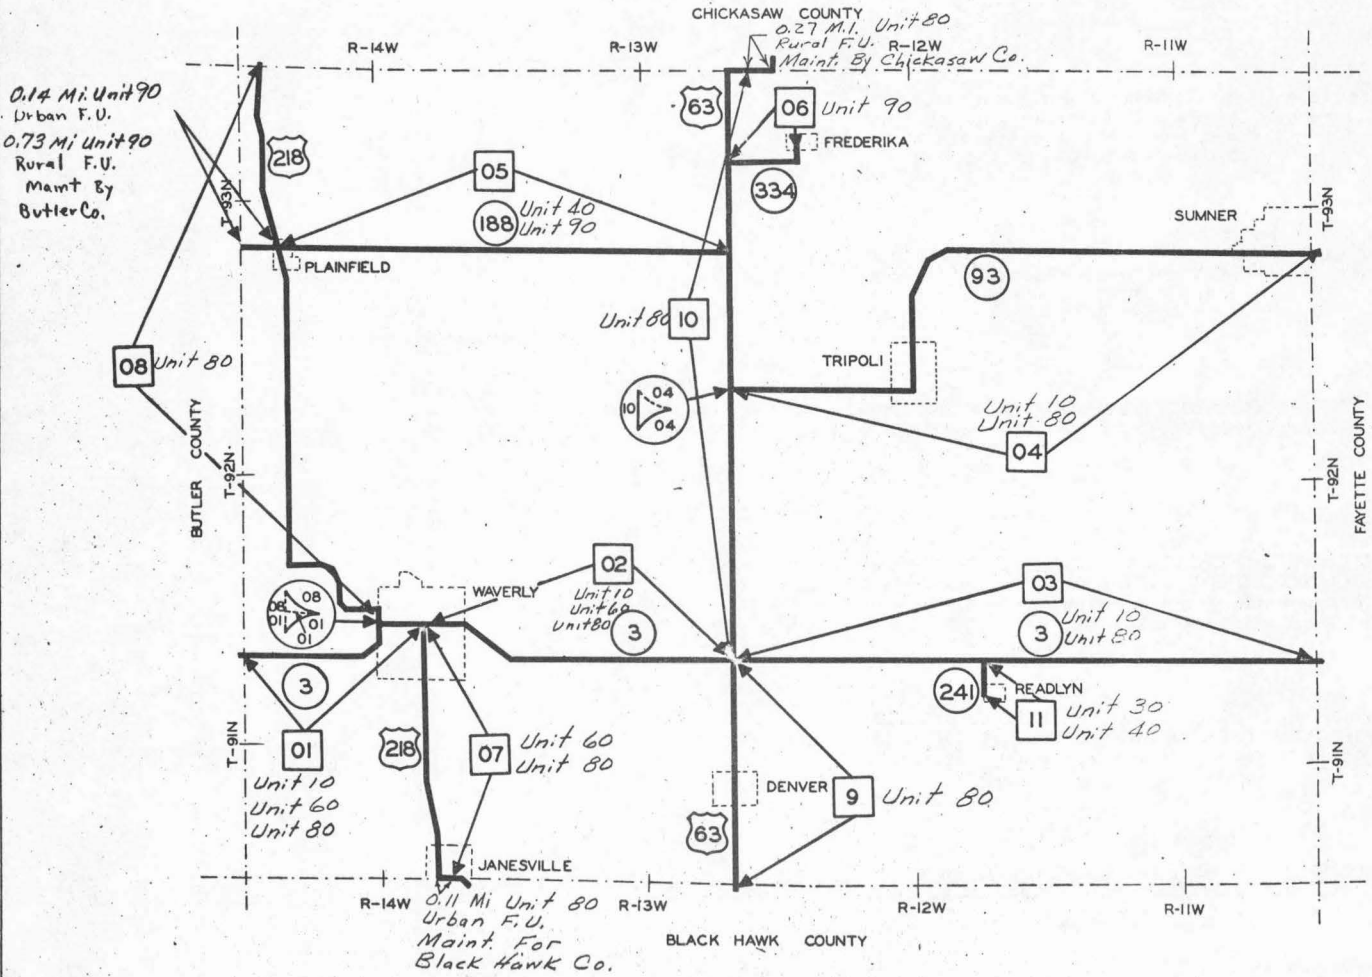 CHICKASAW COUNTY
0.27 M.I. Unit 80
Rural F.U.
Maint. By Chickasaw Co.
R-14W
R-13W
R-12W
R-11W
0.14 Mi Unit 90
Urban F.U.
0.73 Mi Unit 90
Rural F.U.
Maint By
Butler Co.
218
63
06
Unit 90
FREDERIKA
334
05
188
Unit 40
Unit 90
T-93N
T-93N
SUMNER
PLAINFIELD
93
Unit 80
10
08
Unit 80
TRIPOLI
10
04
04
Unit 10
Unit 80
04
BUTLER COUNTY
T-92N
T-92N
FAYETTE COUNTY
WAVERLY
02
Unit 10
Unit 60
Unit 80
3
03
3
Unit 10
Unit 80
08
08
01
01
01
3
241
READLYN
11
Unit 30
Unit 40
T-91N
T-91N
01
Unit 10
Unit 60
Unit 80
218
07
Unit 60
Unit 80
DENVER
9
Unit 80
63
JANESVILLE
R-14W
R-13W
R-12W
R-11W
0.11 Mi Unit 80
Urban F.U.
Maint. For
Black Hawk Co.
BLACK HAWK COUNTY